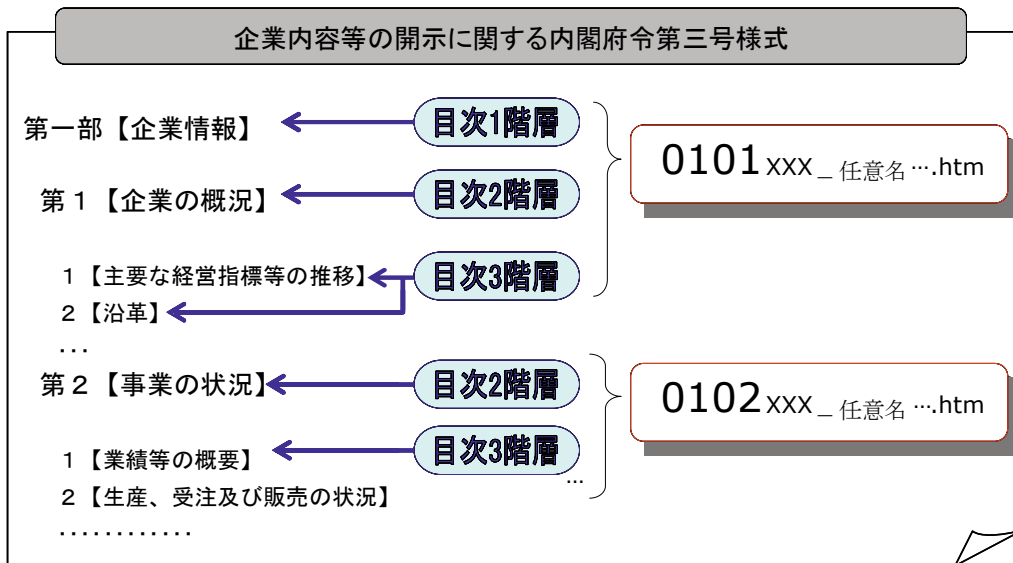 企業内容等の開示に関する内閣府令第三号様式
第一部【企業情報】
目次1階層
0101XXX_任意名….htm
第1【企業の概況】
目次2階層
1【主要な経営指標等の推移】
目次3階層
2【沿革】
...
第2【事業の状況】
目次2階層
0102XXX_任意名….htm
1【業績等の概要】
目次3階層
…
2【生産、受注及び販売の状況】
............